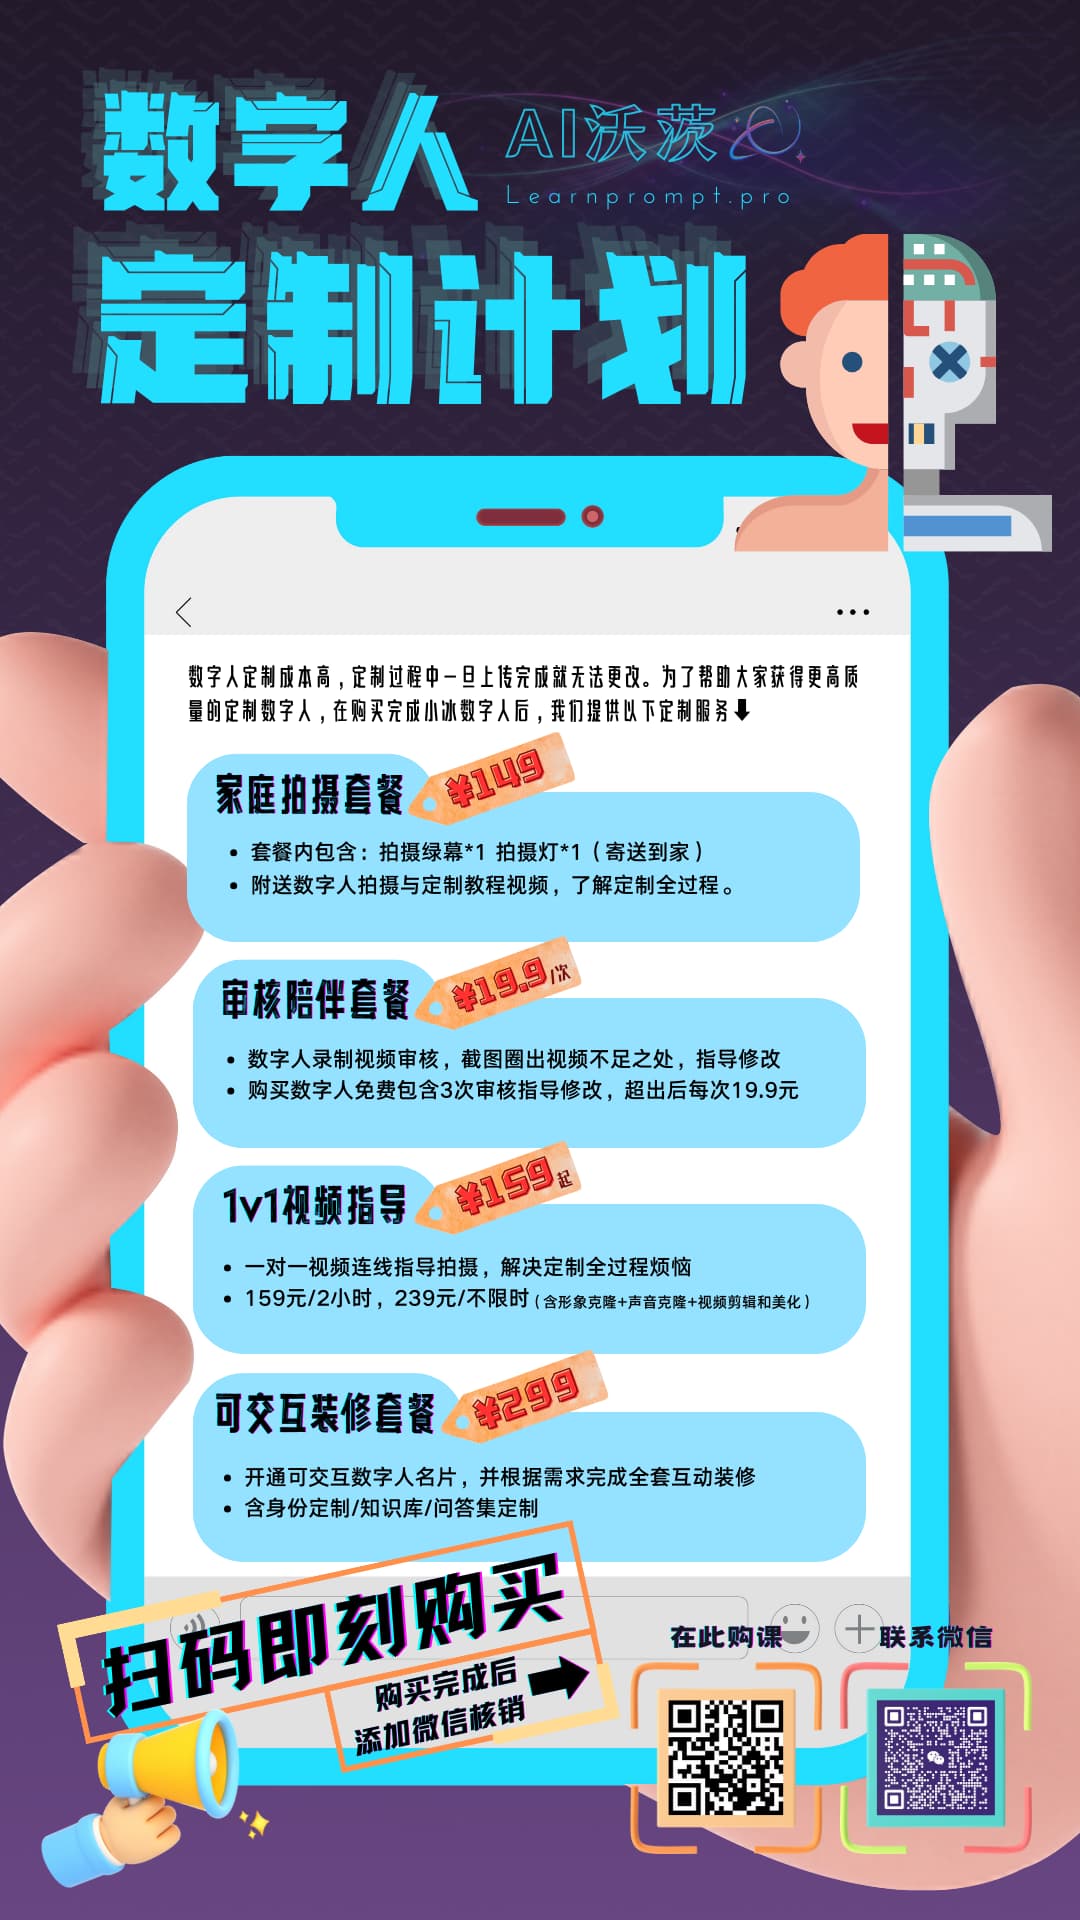 数字人
AI沃茨
Learnprompt.pro
定制计划
数字人定制成本高，定制过程中一旦上传完成就无法更改。为了帮助大家获得更高质
量的定制数字人，在购买完成小冰数字人后，我们提供以下定制服务⬇
家庭拍摄套餐
¥149
• 套餐内包含：拍摄绿幕*1 拍摄灯*1（寄送到家）
• 附送数字人拍摄与定制教程视频，了解定制全过程。
审核陪伴套餐
¥19.9/次
• 数字人录制视频审核，截图圈出视频不足之处，指导修改
• 购买数字人免费包含3次审核指导修改，超出后每次19.9元
1v1视频指导
¥159起
• 一对一视频连线指导拍摄，解决定制全过程烦恼
• 159元/2小时，239元/不限时（含形象克隆+声音克隆+视频剪辑和美化）
可交互装修套餐
¥299
• 开通可交互数字人名片，并根据需求完成全套互动装修
• 含身份定制/知识库/问答集定制
扫码即刻购买
购买完成后
添加微信核销
在此购课
联系微信